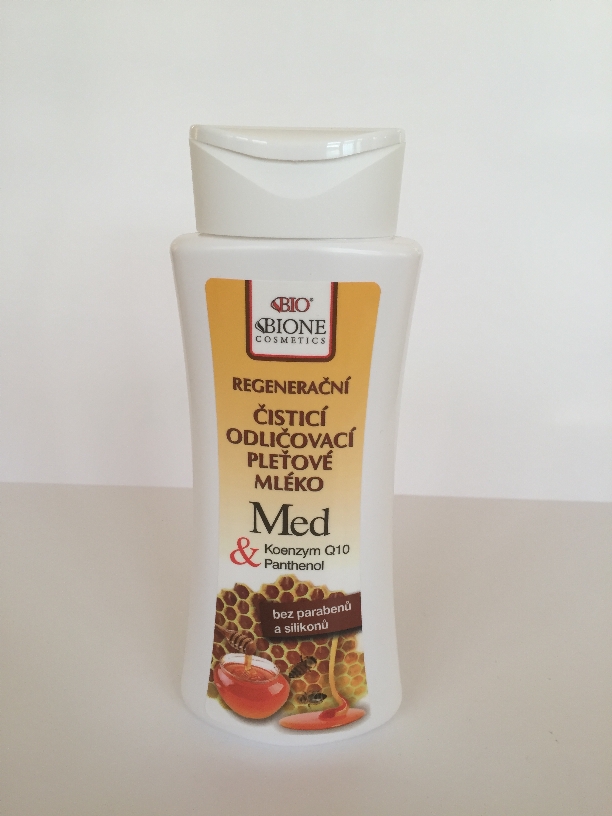 BIO®
BIONE
COSMETICS
REGENERAČNÍ
ČISTICÍ
ODLIČOVACÍ
PLEŤOVÉ
MLÉKO
Med
& Koenzym Q10
Panthenol
bez parabenů
a silikonů